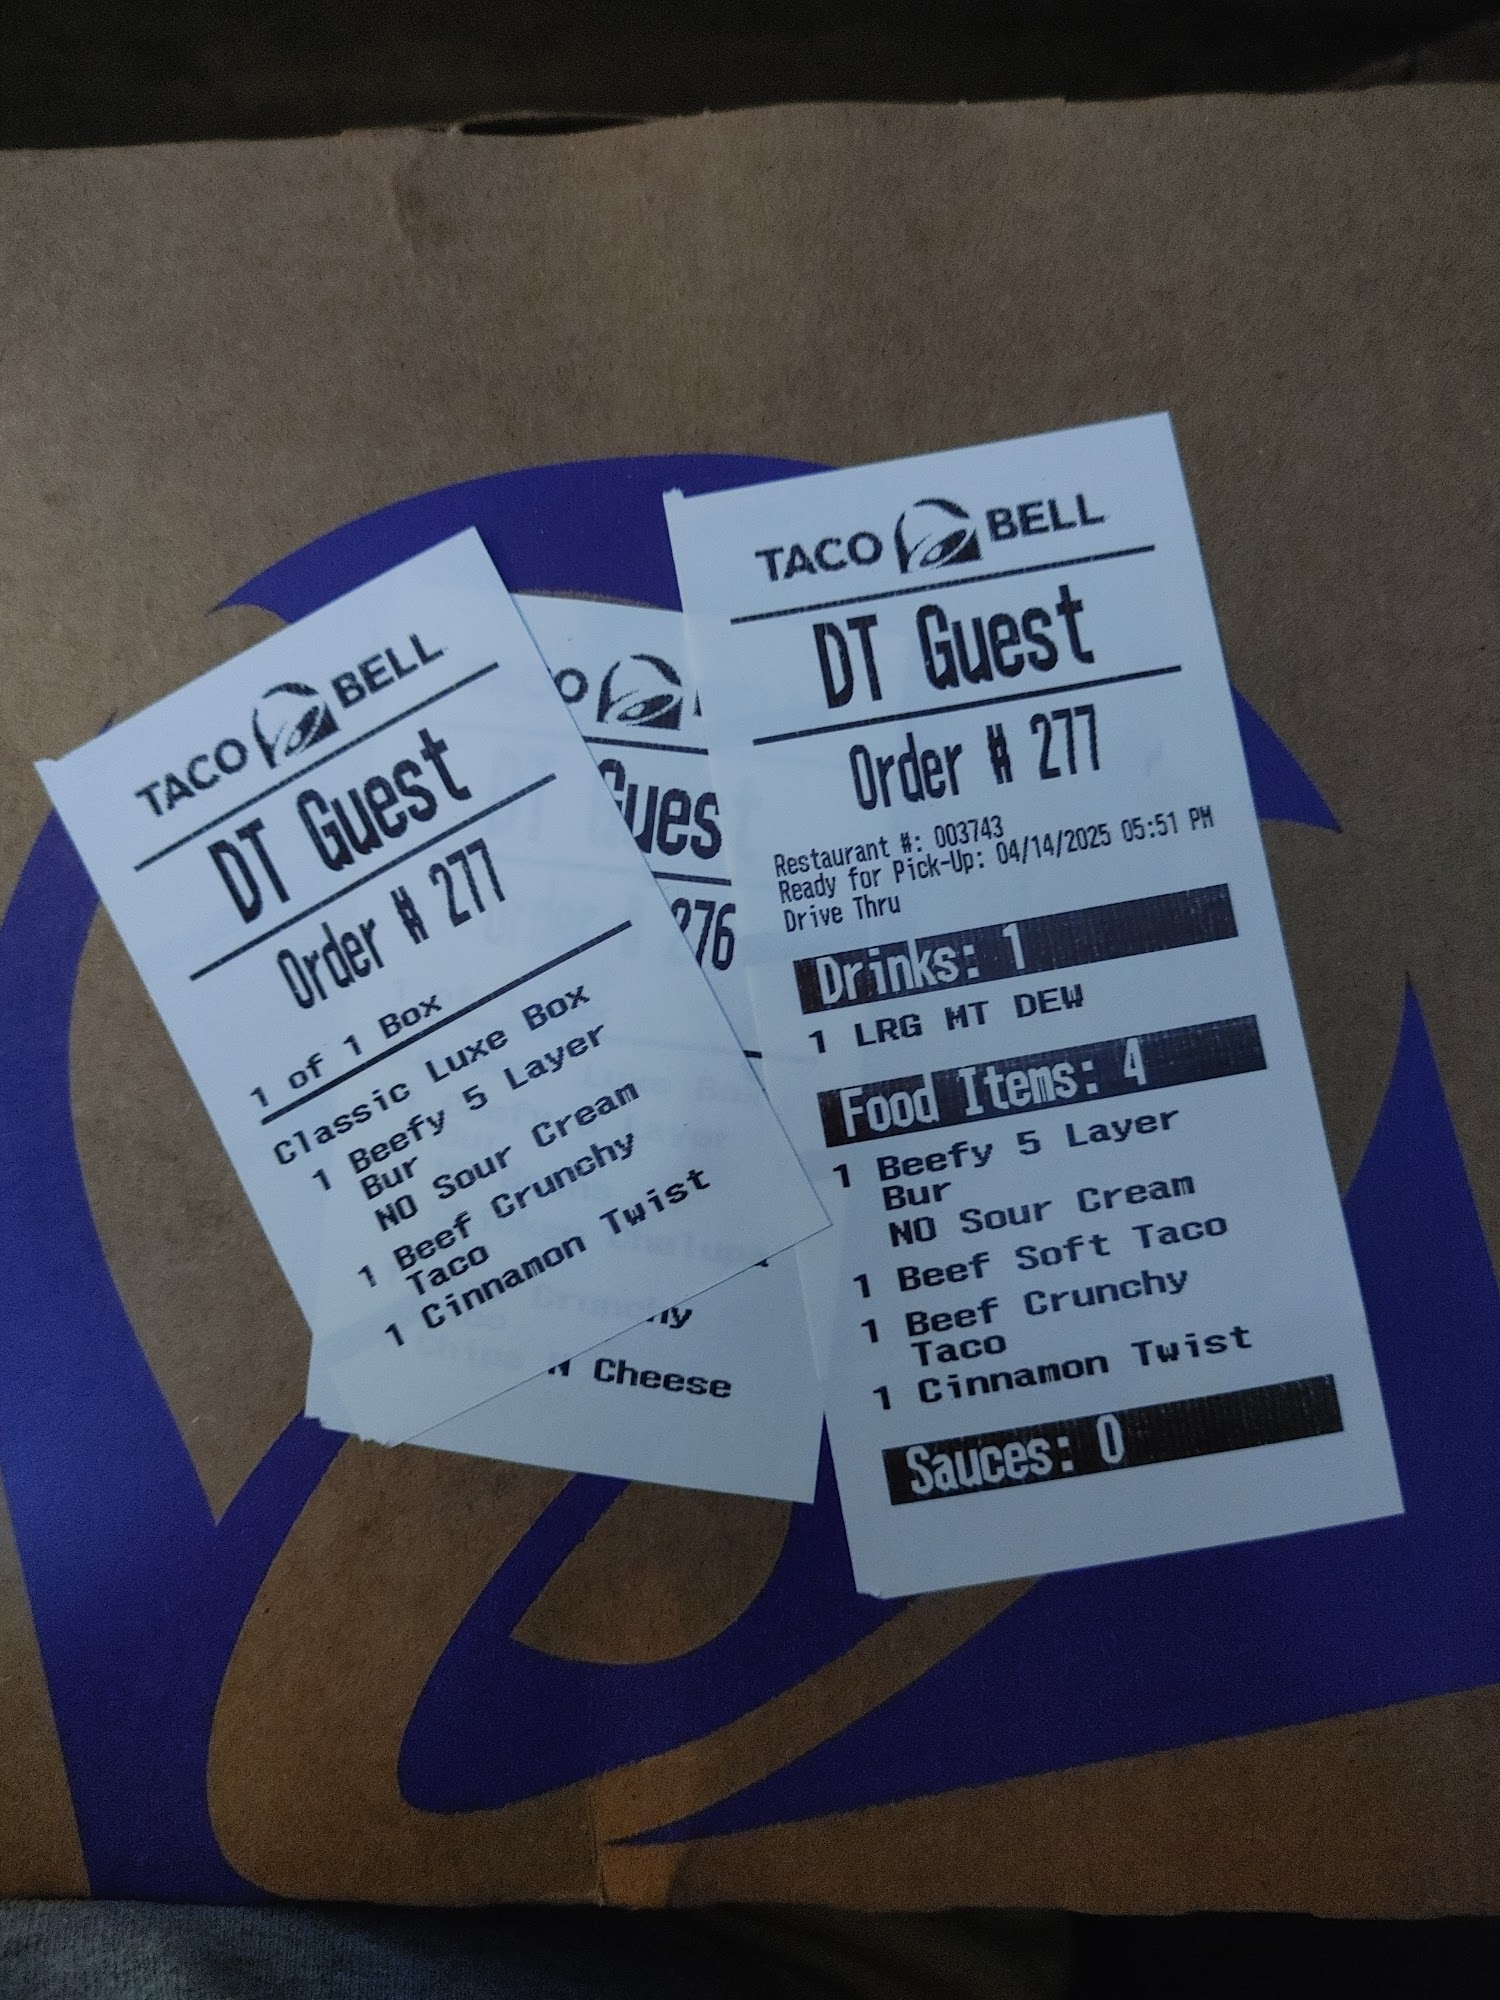 TACO BELL
DT Guest
Order # 277
1 of 1 Box
Classic Luxe Box
1 Beefy 5 Layer
Bur
NO Sour Cream
1 Beef Crunchy
Taco
1 Cinnamon Twist
276
Cheese
TACO BELL
DT Guest
Order # 277
Restaurant #: 003743
Ready for Pick-Up: 04/14/2025 05:51 PM
Drive Thru
Drinks: 1
1 LRG MT DEW
Food Items: 4
1 Beefy 5 Layer
Bur
NO Sour Cream
1 Beef Soft Taco
1 Beef Crunchy
Taco
1 Cinnamon Twist
Sauces: 0